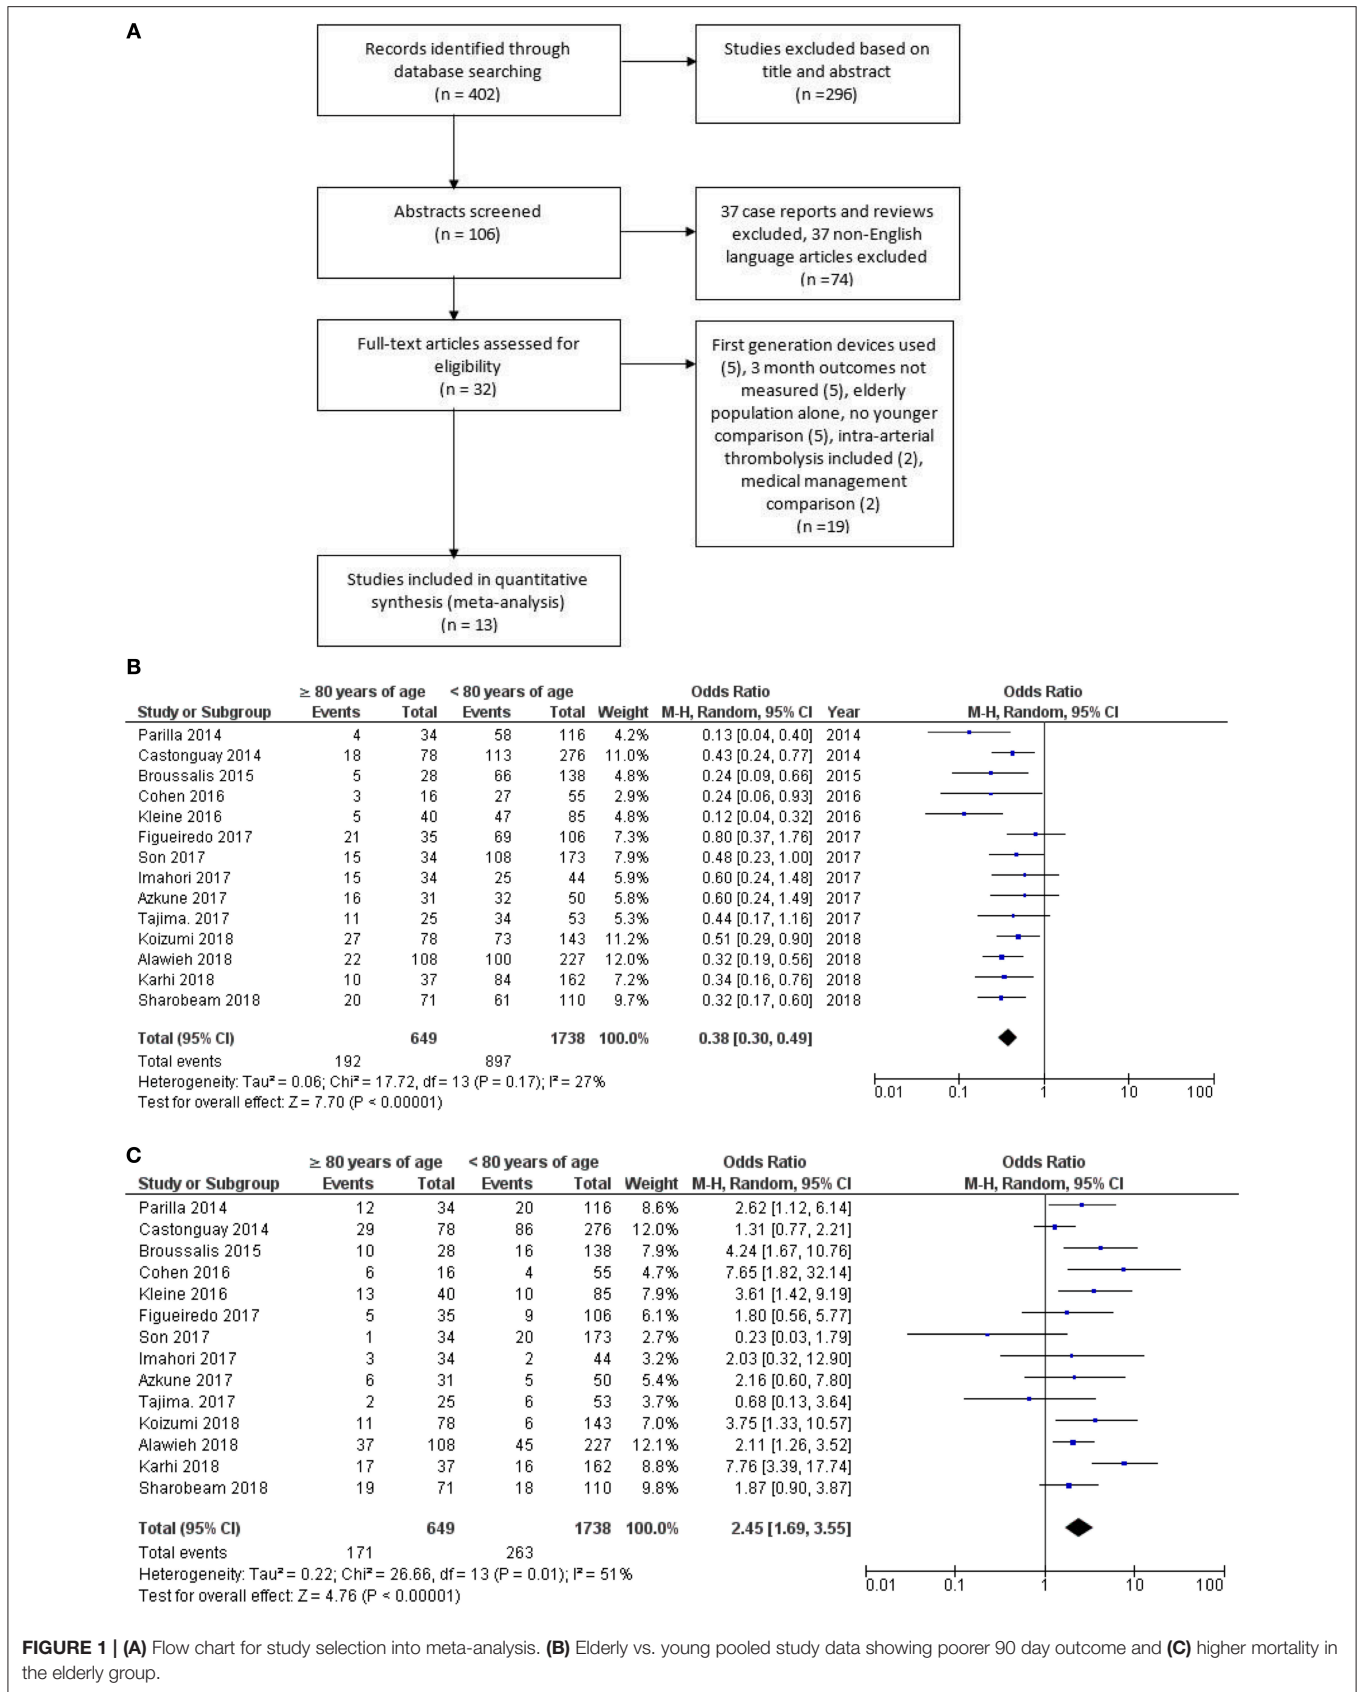 A
Records identified through
database searching
(n = 402)
Studies excluded based on
title and abstract
(n =296)
Abstracts screened
(n = 106)
37 case reports and reviews
excluded, 37 non-English
language articles excluded
(n =74)
Full-text articles assessed for
eligibility
(n = 32)
First generation devices used
(5), 3 month outcomes not
measured (5), elderly
population alone, no younger
comparison (5), intra-arterial
thrombolysis included (2),
medical management
comparison (2)
(n =19)
Studies included in quantitative
synthesis (meta-analysis)
(n = 13)
B
≥ 80 years of age < 80 years of age Odds Ratio Odds Ratio
Study or Subgroup Events Total Events Total Weight M-H, Random, 95% CI Year M-H, Random, 95% CI
Parilla 2014 4 34 58 116 4.2% 0.13 [0.04, 0.40] 2014
Castonguay 2014 18 78 113 276 11.0% 0.43 [0.24, 0.77] 2014
Broussalis 2015 5 28 66 138 4.8% 0.24 [0.09, 0.66] 2015
Cohen 2016 3 16 27 55 2.9% 0.24 [0.06, 0.93] 2016
Kleine 2016 5 40 47 85 4.8% 0.12 [0.04, 0.32] 2016
Figueiredo 2017 21 35 69 106 7.3% 0.80 [0.37, 1.76] 2017
Son 2017 15 34 108 173 7.9% 0.48 [0.23, 1.00] 2017
Imahori 2017 15 34 25 44 5.9% 0.60 [0.24, 1.48] 2017
Azkune 2017 16 31 32 50 5.8% 0.60 [0.24, 1.49] 2017
Tajima. 2017 11 25 34 53 5.3% 0.44 [0.17, 1.16] 2017
Koizumi 2018 27 78 73 143 11.2% 0.51 [0.29, 0.90] 2018
Alawieh 2018 22 108 100 227 12.0% 0.32 [0.19, 0.56] 2018
Karhi 2018 10 37 84 162 7.2% 0.34 [0.16, 0.76] 2018
Sharobeam 2018 20 71 61 110 9.7% 0.32 [0.17, 0.60] 2018
Total (95% CI) 649 1738 100.0% 0.38 [0.30, 0.49]
Total events 192 897
Heterogeneity: Tau² = 0.06; Chi² = 17.72, df = 13 (P = 0.17); I² = 27%
Test for overall effect: Z = 7.70 (P < 0.00001)
0.01 0.1 1 10 100
C
≥ 80 years of age < 80 years of age Odds Ratio Odds Ratio
Study or Subgroup Events Total Events Total Weight M-H, Random, 95% CI M-H, Random, 95% CI
Parilla 2014 12 34 20 116 8.6% 2.62 [1.12, 6.14]
Castonguay 2014 29 78 86 276 12.0% 1.31 [0.77, 2.21]
Broussalis 2015 10 28 16 138 7.9% 4.24 [1.67, 10.76]
Cohen 2016 6 16 4 55 4.7% 7.65 [1.82, 32.14]
Kleine 2016 13 40 10 85 7.9% 3.61 [1.42, 9.19]
Figueiredo 2017 5 35 9 106 6.1% 1.80 [0.56, 5.77]
Son 2017 1 34 20 173 2.7% 0.23 [0.03, 1.79]
Imahori 2017 3 34 2 44 3.2% 2.03 [0.32, 12.90]
Azkune 2017 6 31 5 50 5.4% 2.16 [0.60, 7.80]
Tajima. 2017 2 25 6 53 3.7% 0.68 [0.13, 3.64]
Koizumi 2018 11 78 6 143 7.0% 3.75 [1.33, 10.57]
Alawieh 2018 37 108 45 227 12.1% 2.11 [1.26, 3.52]
Karhi 2018 17 37 16 162 8.8% 7.76 [3.39, 17.74]
Sharobeam 2018 19 71 18 110 9.8% 1.87 [0.90, 3.87]
Total (95% CI) 649 1738 100.0% 2.45 [1.69, 3.55]
Total events 171 263
Heterogeneity: Tau² = 0.22; Chi² = 26.66, df = 13 (P = 0.01); I² = 51%
Test for overall effect: Z = 4.76 (P < 0.00001)
0.01 0.1 1 10 100
FIGURE 1 | (A) Flow chart for study selection into meta-analysis. (B) Elderly vs. young pooled study data showing poorer 90 day outcome and (C) higher mortality in
the elderly group.